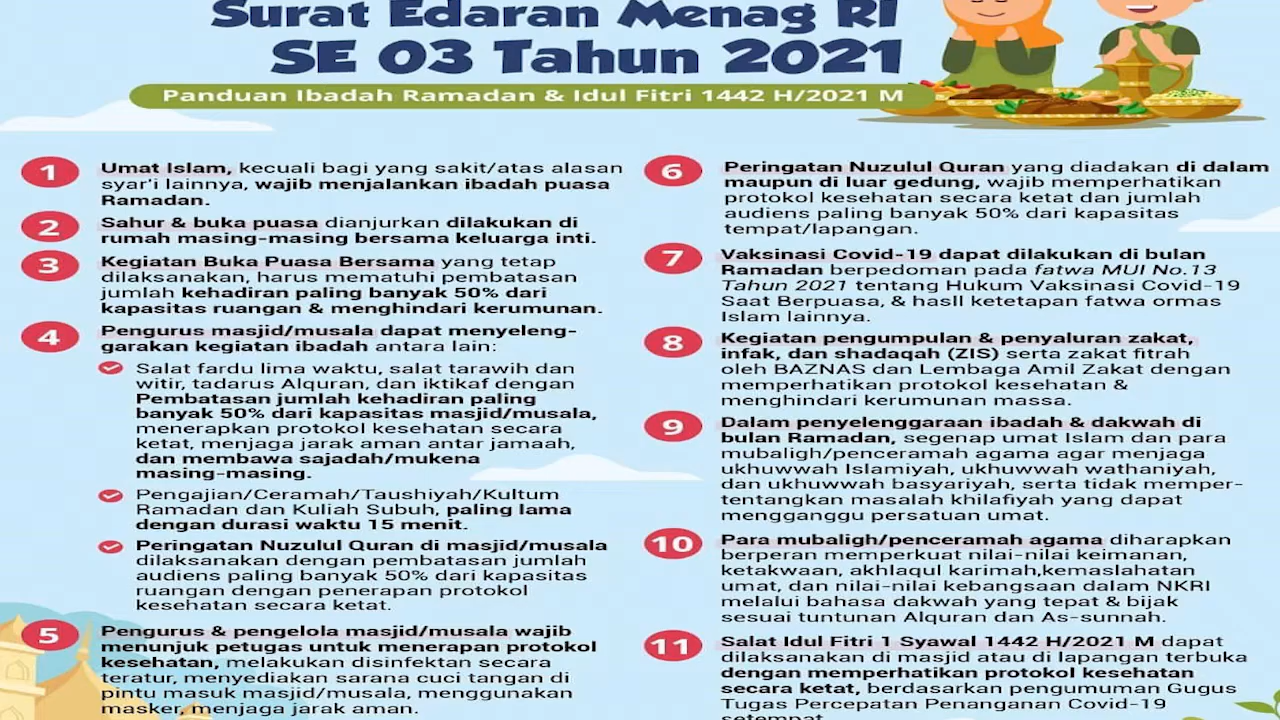 Surat Edaran Menag RI
SE 03 Tahun 2021
Panduan Ibadah Ramadan & Idul Fitri 1442 H/2021 M
1
Umat Islam, kecuali bagi yang sakit/atas alasan
syar'i lainnya, wajib menjalankan ibadah puasa
Ramadan.
2
Sahur & buka puasa dianjurkan dilakukan di
rumah masing-masing bersama keluarga inti.
3
Kegiatan Buka Puasa Bersama yang tetap
dilaksanakan, harus mematuhi pembatasan
jumlah kehadiran paling banyak 50% dari
kapasitas ruangan & menghindari kerumunan.
4
Pengurus masjid/musala dapat menyeleng-
garakan kegiatan ibadah antara lain:
Salat fardu lima waktu, salat tarawih dan
witir, tadarus Alquran, dan iktikaf dengan
Pembatasan jumlah kehadiran paling
banyak 50% dari kapasitas masjid/musala,
menerapkan protokol kesehatan secara
ketat, menjaga jarak aman antar jamaah,
dan membawa sajadah/mukena
masing-masing.
Pengajian/Ceramah/Taushiyah/Kultum
Ramadan dan Kuliah Subuh, paling lama
dengan durasi waktu 15 menit.
Peringatan Nuzulul Quran di masjid/musala
dilaksanakan dengan pembatasan jumlah
audiens paling banyak 50% dari kapasitas
ruangan dengan penerapan protokol
kesehatan secara ketat.
5
Pengurus & pengelola masjid/musala wajib
menunjuk petugas untuk menerapan protokol
kesehatan, melakukan disinfektan secara
teratur, menyediakan sarana cuci tangan di
pintu masuk masjid/musala, menggunakan
masker, menjaga jarak aman.
6
Peringatan Nuzulul Quran yang diadakan di dalam
maupun di luar gedung, wajib memperhatikan
protokol kesehatan secara ketat dan jumlah
audiens paling banyak 50% dari kapasitas
tempat/lapangan.
7
Vaksinasi Covid-19 dapat dilakukan di bulan
Ramadan berpedoman pada fatwa MUI No.13
Tahun 2021 tentang Hukum Vaksinasi Covid-19
Saat Berpuasa, & hasIl ketetapan fatwa ormas
Islam lainnya.
8
Kegiatan pengumpulan & penyaluran zakat,
infak, dan shadaqah (ZIS) serta zakat fitrah
oleh BAZNAS dan Lembaga Amil Zakat dengan
memperhatikan protokol kesehatan &
menghindari kerumunan massa.
9
Dalam penyelenggaraan ibadah & dakwah di
bulan Ramadan, segenap umat Islam dan para
mubaligh/penceramah agama agar menjaga
ukhuwwah Islamiyah, ukhuwwah wathaniyah,
dan ukhuwwah basyariyah, serta tidak memper-
tentangkan masalah khilafiyah yang dapat
mengganggu persatuan umat.
10
Para mubaligh/penceramah agama diharapkan
berperan memperkuat nilai-nilai keimanan,
ketakwaan, akhlaqul karimah,kemaslahatan
umat, dan nilai-nilai kebangsaan dalam NKRI
melalui bahasa dakwah yang tepat & bijak
sesuai tuntunan Alquran dan As-sunnah.
11
Salat Idul Fitri 1 Syawal 1442 H/2021 M dapat
dilaksanakan di masjid atau di lapangan terbuka
dengan memperhatikan protokol kesehatan
secara ketat, berdasarkan pengumuman Gugus
Tugas Percepatan Penanganan Covid-19
setempat.